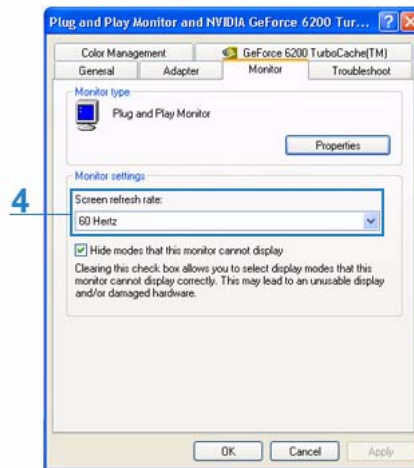 Plug and Play Monitor and NVIDIA GeForce 6200 Tur...
Color Management
GeForce 6200 TurboCache(TM)
General
Adapter
Monitor
Troubleshoot
Monitor type
Plug and Play Monitor
Properties
Monitor settings
4
Screen refresh rate:
60 Hertz
Hide modes that this monitor cannot display
Clearing this check box allows you to select display modes that this
monitor cannot display correctly. This may lead to an unusable display
and/or damaged hardware.
OK
Cancel
Apply